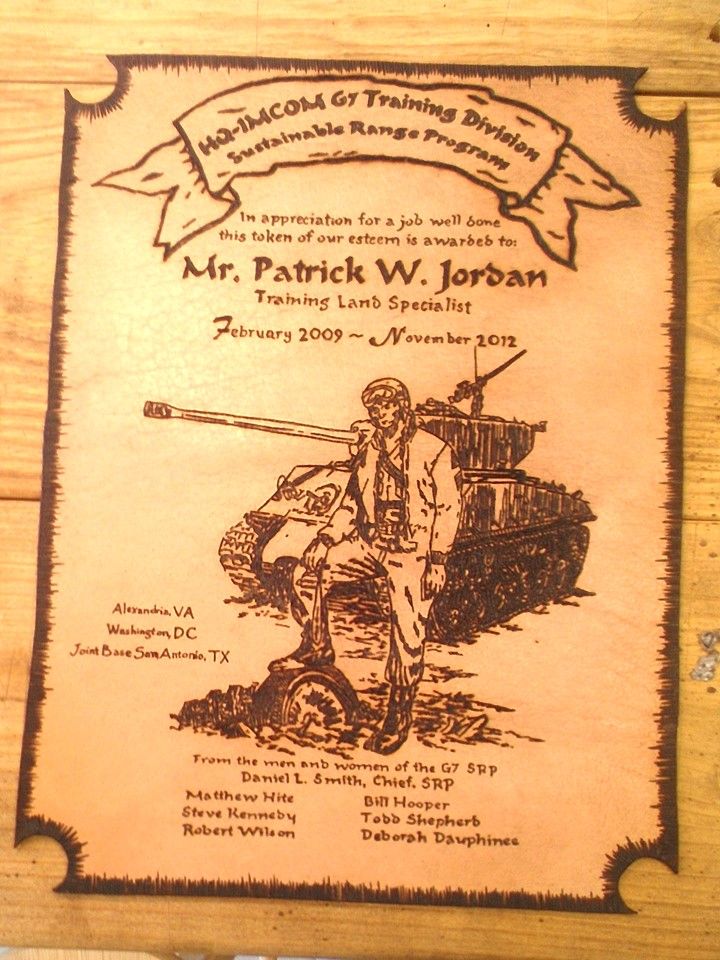 HQ-IMCOM G7 Training Division
Sustainable Range Program
In appreciation for a job well done
this token of our esteem is awarded to:
Mr. Patrick W. Jordan
Training Land Specialist
February 2009 ~ November 2012
Alexandria, VA
Washington, DC
Joint Base San Antonio, TX
From the men and women of the G7 SRP
Daniel L. Smith, Chief, SRP
Matthew Hite
Bill Hooper
Steve Kennedy
Todd Shepherd
Robert Wilson
Deborah Dauphinee